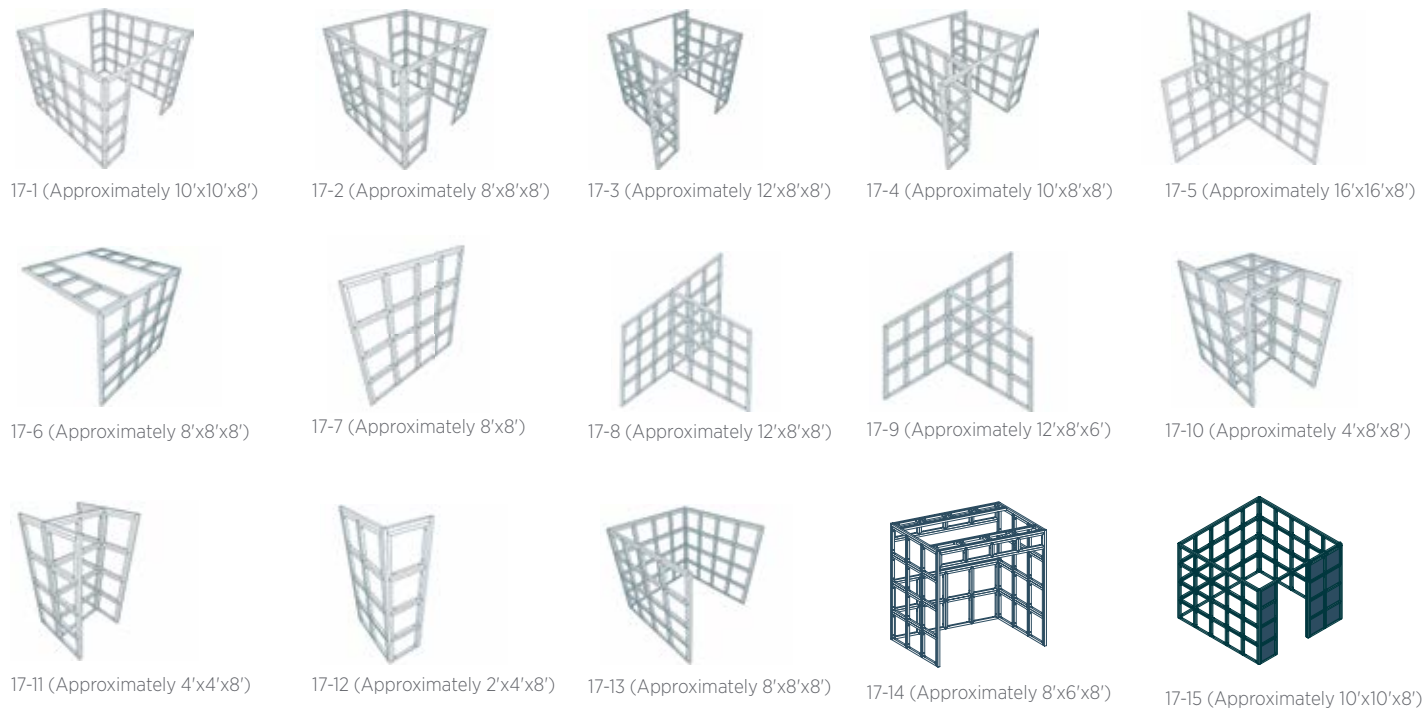 17-1 (Approximately 10'x10'x8')
17-2 (Approximately 8'x8'x8')
17-3 (Approximately 12'x8'x8')
17-4 (Approximately 10'x8'x8')
17-5 (Approximately 16'x16'x8')
17-6 (Approximately 8'x8'x8')
17-7 (Approximately 8'x8')
17-8 (Approximately 12'x8'x8')
17-9 (Approximately 12'x8'x6')
17-10 (Approximately 4'x8'x8')
17-11 (Approximately 4'x4'x8')
17-12 (Approximately 2'x4'x8')
17-13 (Approximately 8'x8'x8')
17-14 (Approximately 8'x6'x8')
17-15 (Approximately 10'x10'x8')